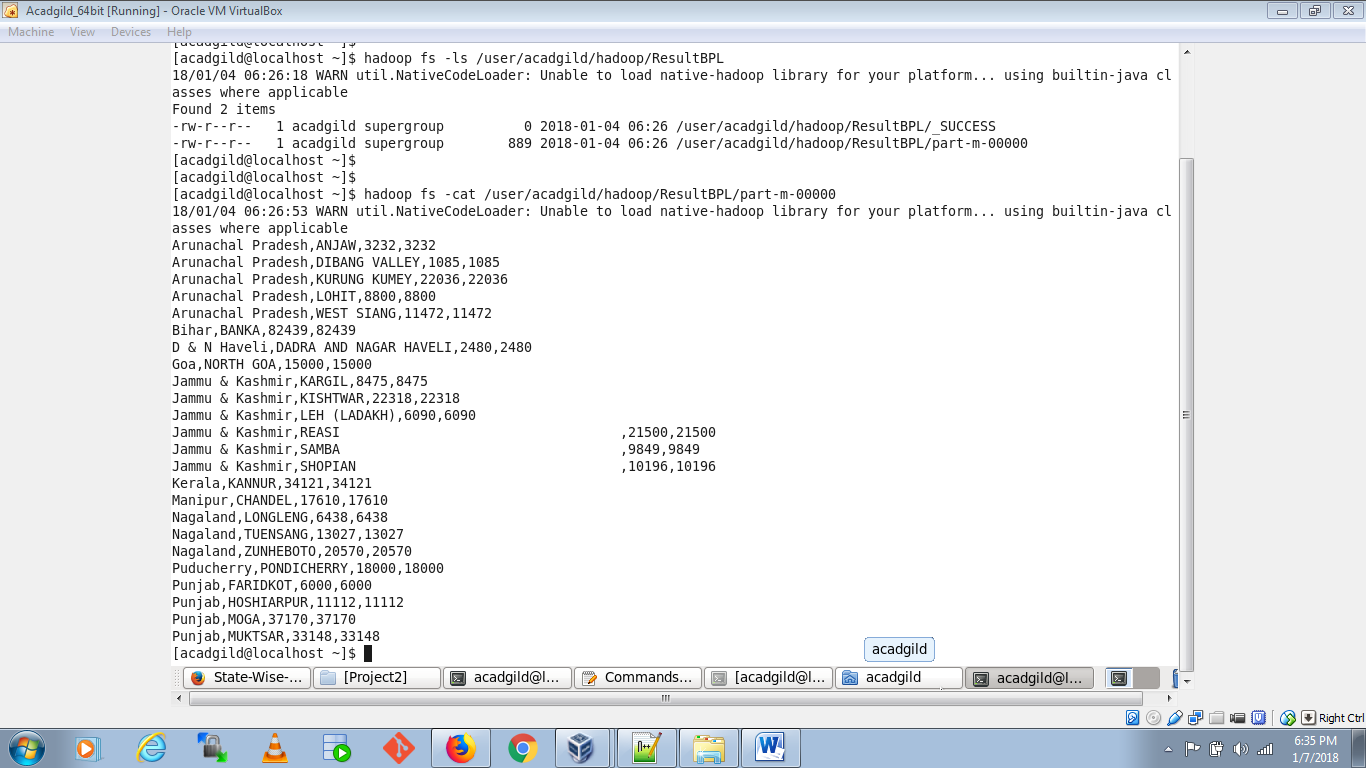 Acadgild_64bit [Running] - Oracle VM VirtualBox
Machine View Devices Help
[acadgild@localhost ~]$
[acadgild@localhost ~]$ hadoop fs -ls /user/acadgild/hadoop/ResultBPL
18/01/04 06:26:18 WARN util.NativeCodeLoader: Unable to load native-hadoop library for your platform... using builtin-java cl
asses where applicable
Found 2 items
-rw-r--r--   1 acadgild supergroup          0 2018-01-04 06:26 /user/acadgild/hadoop/ResultBPL/_SUCCESS
-rw-r--r--   1 acadgild supergroup        889 2018-01-04 06:26 /user/acadgild/hadoop/ResultBPL/part-m-00000
[acadgild@localhost ~]$
[acadgild@localhost ~]$
[acadgild@localhost ~]$ hadoop fs -cat /user/acadgild/hadoop/ResultBPL/part-m-00000
18/01/04 06:26:53 WARN util.NativeCodeLoader: Unable to load native-hadoop library for your platform... using builtin-java cl
asses where applicable
Arunachal Pradesh,ANJAW,3232,3232
Arunachal Pradesh,DIBANG VALLEY,1085,1085
Arunachal Pradesh,KURUNG KUMEY,22036,22036
Arunachal Pradesh,LOHIT,8800,8800
Arunachal Pradesh,WEST SIANG,11472,11472
Bihar,BANKA,82439,82439
D & N Haveli,DADRA AND NAGAR HAVELI,2480,2480
Goa,NORTH GOA,15000,15000
Jammu & Kashmir,KARGIL,8475,8475
Jammu & Kashmir,KISHTWAR,22318,22318
Jammu & Kashmir,LEH (LADAKH),6090,6090
Jammu & Kashmir,REASI                                   ,21500,21500
Jammu & Kashmir,SAMBA                                   ,9849,9849
Jammu & Kashmir,SHOPIAN                                 ,10196,10196
Kerala,KANNUR,34121,34121
Manipur,CHANDEL,17610,17610
Nagaland,LONGLENG,6438,6438
Nagaland,TUENSANG,13027,13027
Nagaland,ZUNHEBOTO,20570,20570
Puducherry,PONDICHERRY,18000,18000
Punjab,FARIDKOT,6000,6000
Punjab,HOSHIARPUR,11112,11112
Punjab,MOGA,37170,37170
Punjab,MUKTSAR,33148,33148
[acadgild@localhost ~]$
acadgild
State-Wise-... [Project2] acadgild@l... Commands... [acadgild@l... acadgild acadgild@l...
Right Ctrl
6:35 PM
1/7/2018